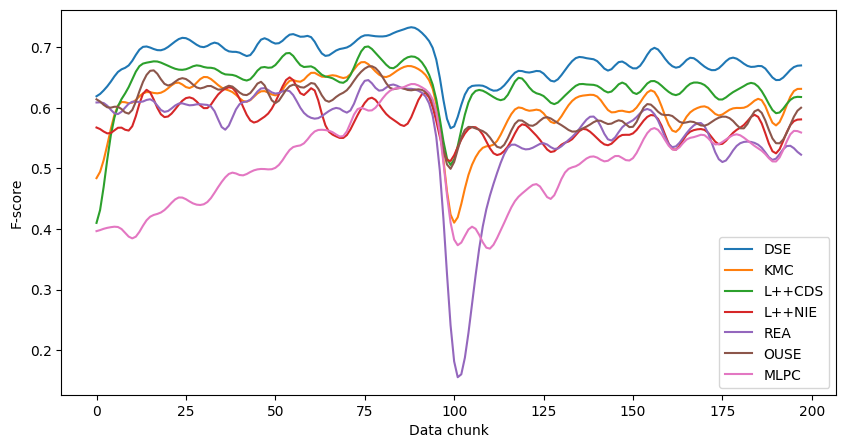 F-score
0.7
0.6
0.5
0.4
0.3
0.2
0
25
50
75
100
125
150
175
200
Data chunk
DSE
KMC
L++CDS
L++NIE
REA
OUSE
MLPC